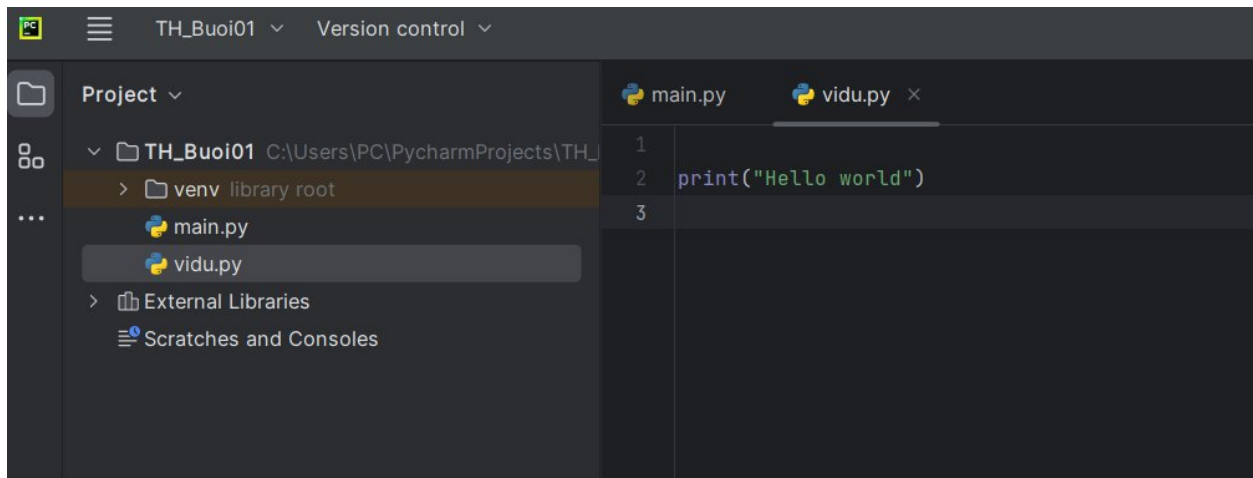 PC
TH_Buoi01 Version control
Project
TH_Buoi01 C:\Users\PC\PycharmProjects\TH_
venv library root
main.py
vidu.py
External Libraries
Scratches and Consoles
main.py vidu.py
1
2 print("Hello world")
3